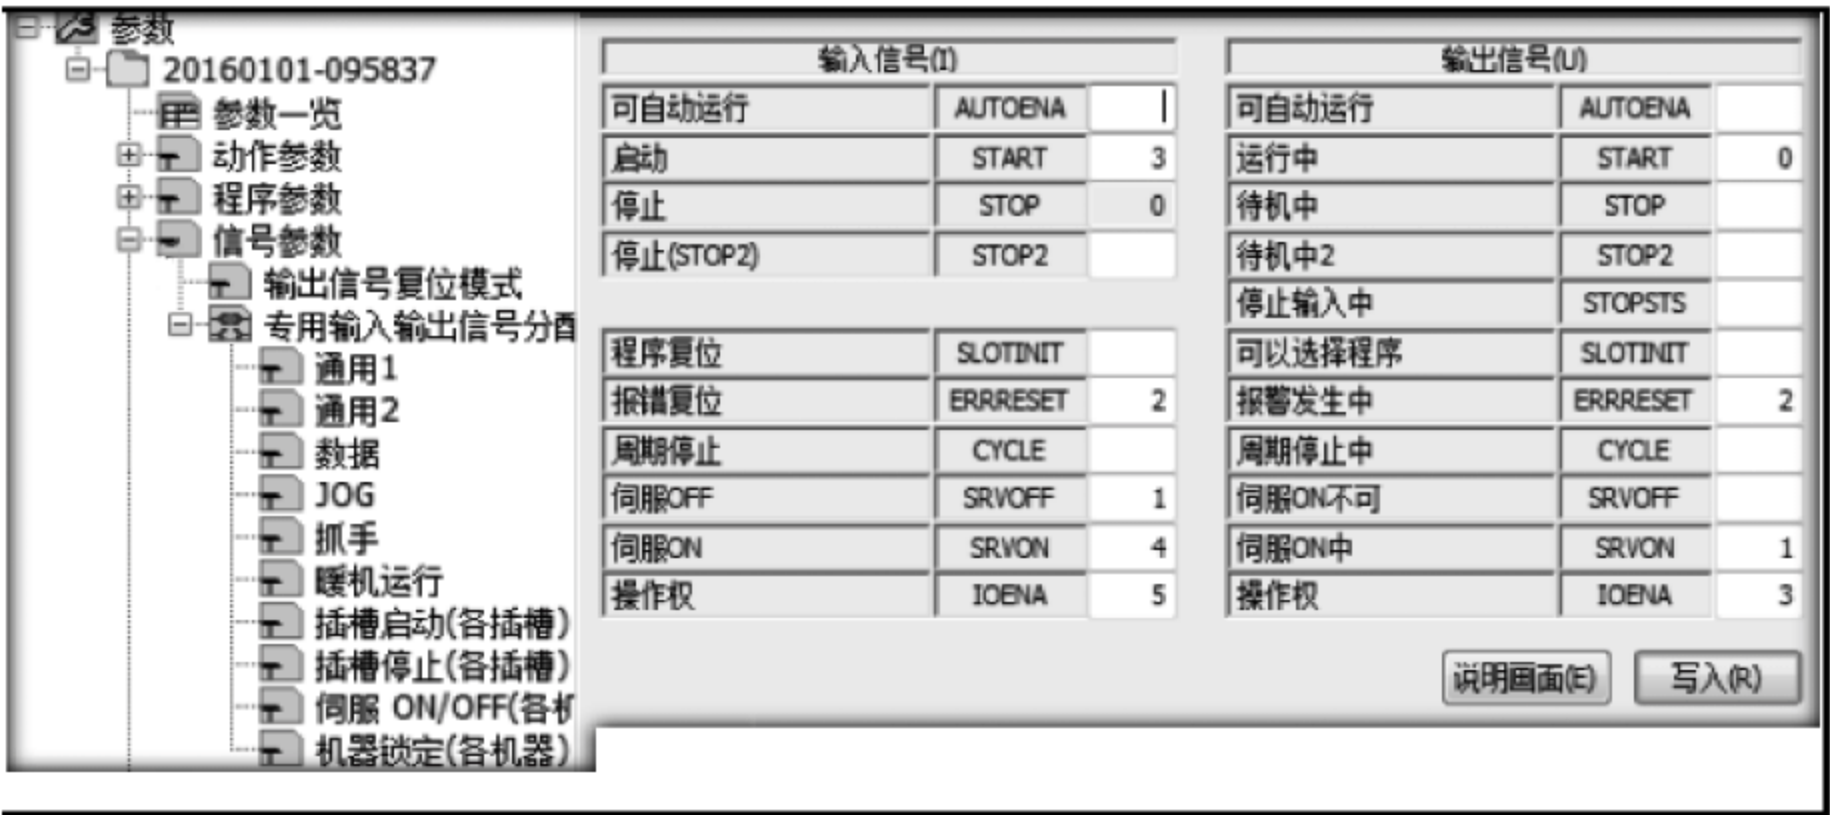 参数
20160101-095837
参数一览
动作参数
程序参数
信号参数
输出信号复位模式
专用输入输出信号分配
通用1
通用2
数据
JOG
抓手
暖机运行
插槽启动(各插槽)
插槽停止(各插槽)
伺服 ON/OFF(各机
机器锁定(各机器)
输入信号(I)
可自动运行 AUTOENA
启动 START 3
停止 STOP 0
停止(STOP2) STOP2
程序复位 SLOTINIT
报错复位 ERRRESET 2
周期停止 CYCLE
伺服OFF SRVOFF 1
伺服ON SRVON 4
操作权 IOENA 5
输出信号(U)
可自动运行 AUTOENA
运行中 START 0
待机中 STOP
待机中2 STOP2
停止输入中 STOPSTS
可以选择程序 SLOTINIT
报警发生中 ERRRESET 2
周期停止中 CYCLE
伺服ON不可 SRVOFF
伺服ON中 SRVON 1
操作权 IOENA 3
说明画面(E) 写入(R)